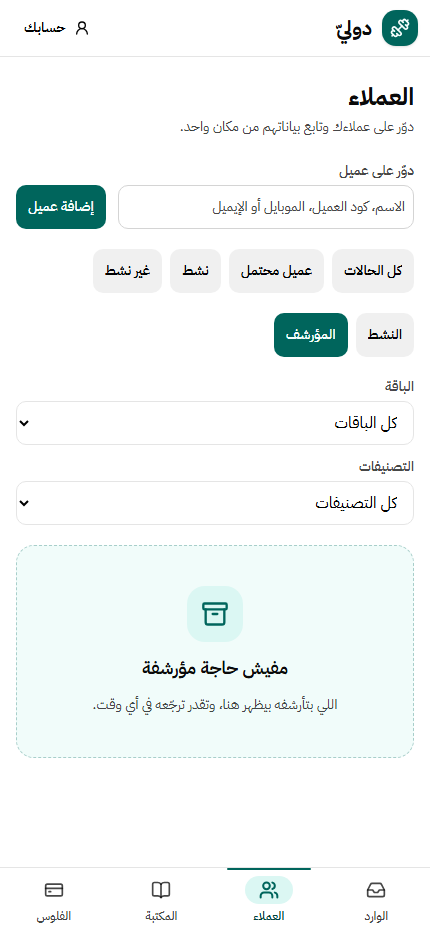 دوليّ
حسابك
العملاء
دوّر على عملاءك وتابع بياناتهم من مكان واحد.
دوّر على عميل
الاسم، كود العميل، الموبايل أو الإيميل
إضافة عميل
كل الحالات
عميل محتمل
نشط
غير نشط
النشط
المؤرشف
الباقة
كل الباقات
التصنيفات
كل التصنيفات
مفيش حاجة مؤرشفة
اللي بتأرشفه بيظهر هنا، وتقدر ترجّعه في أي وقت.
الوارد
العملاء
المكتبة
الفلوس